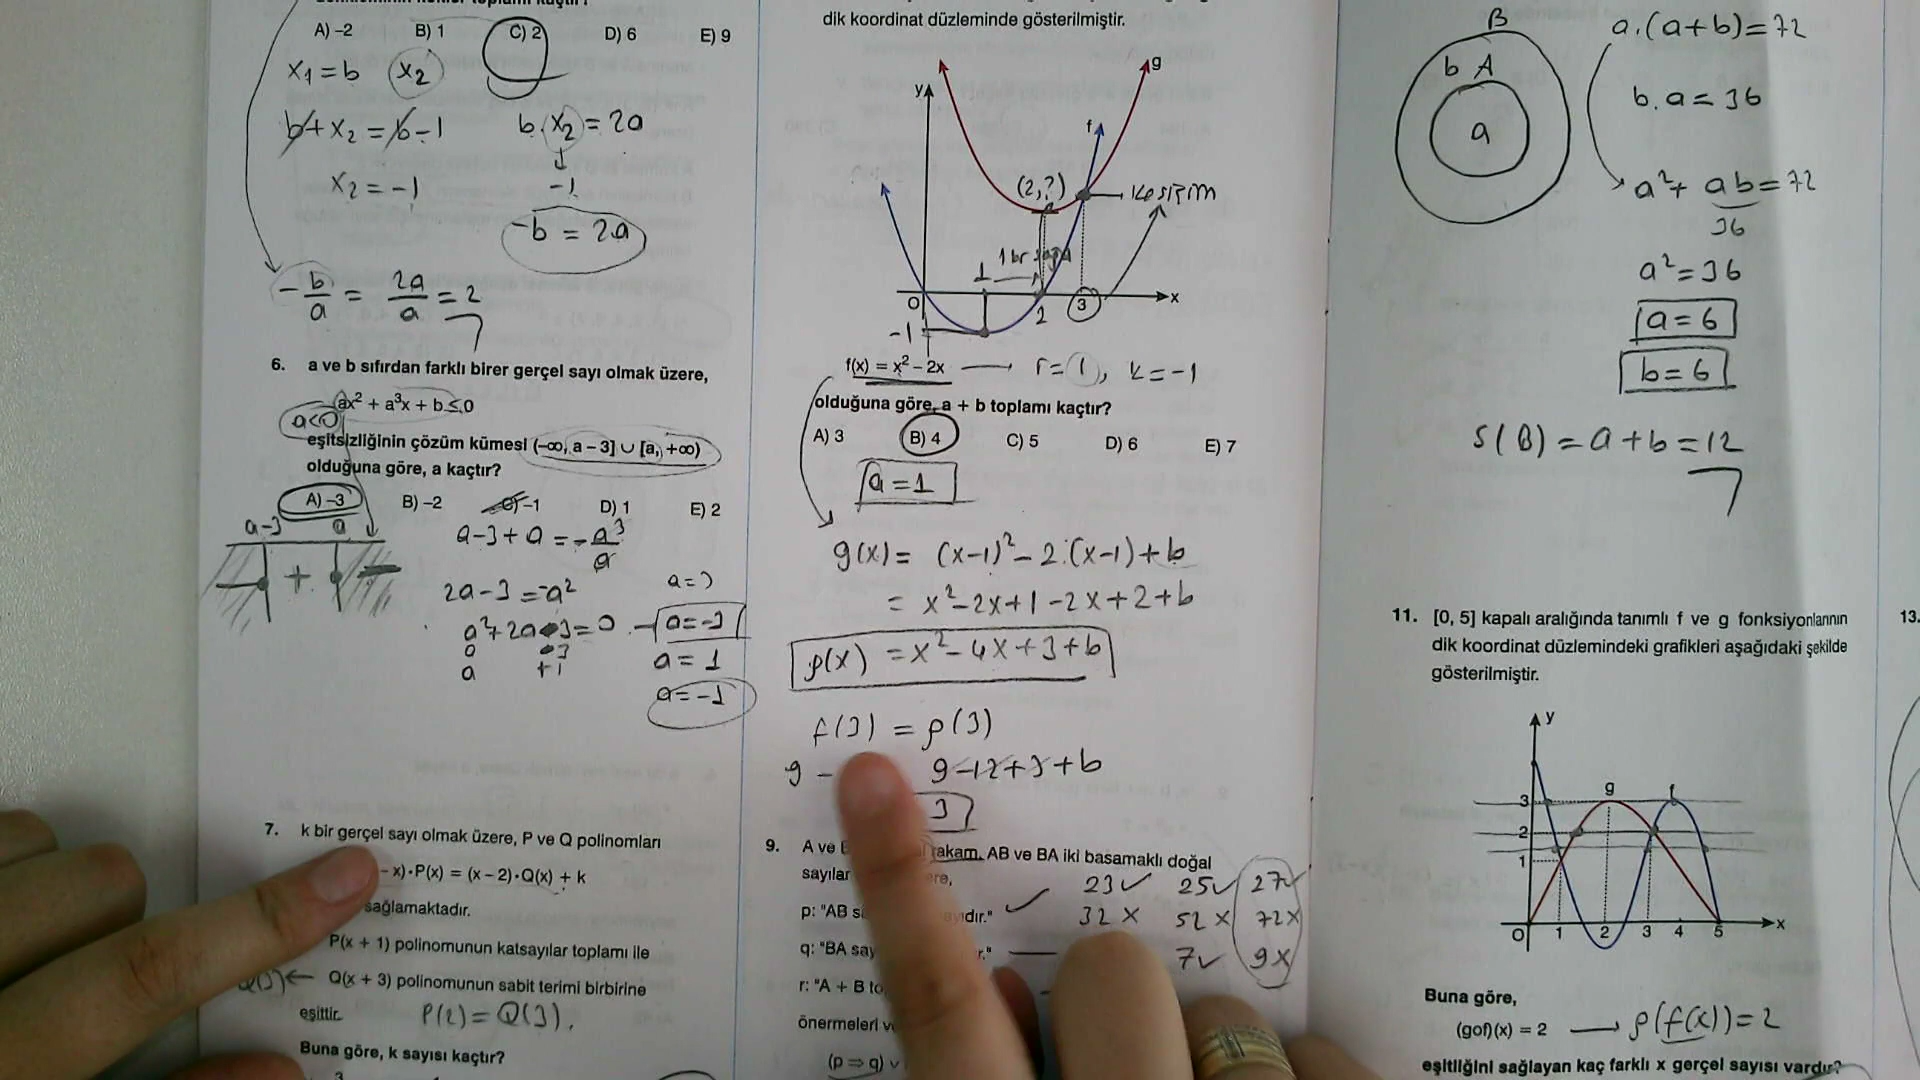 A) –2 B) 1 C) 2 D) 6 E) 9
x₁ = b x₂
b + x₂ = b - 1 b.x₂ = 2a
x₂ = -1 -1
-b = 2a
-b/a = 2a/a = 2
6. a ve b sıfırdan farklı birer gerçel sayı olmak üzere,
ax² + a³x + b ≤ 0
a<0
eşitsizliğinin çözüm kümesi (–∞, a – 3] ∪ [a, +∞)
olduğuna göre, a kaçtır?
A) –3 B) –2 C) –1 D) 1 E) 2
a-3 a
+ -
a-3+a = -a³/a
2a-3 = -a² a=
a²+2a-3=0 a=-3
a 3
a +1
a = 1
a=-1
7. k bir gerçel sayı olmak üzere, P ve Q polinomları
– x)·P(x) = (x – 2)·Q(x) + k
sağlamaktadır.
P(x + 1) polinomunun katsayılar toplamı ile
Q(3) ← Q(x + 3) polinomunun sabit terimi birbirine
eşittir. P(2) = Q(3).
Buna göre, k sayısı kaçtır?
3
dik koordinat düzleminde gösterilmiştir.
y
g
f
(2,?)
Kesişim
1 br sağa
1
O 2 3 x
-1
f(x) = x² – 2x → r = 1, k = -1
olduğuna göre, a + b toplamı kaçtır?
A) 3 B) 4 C) 5 D) 6 E) 7
a = 1
g(x) = (x-1)² - 2.(x-1) + b
= x²-2x+1-2x+2+b
g(x) = x²-4x+3+b
f(3) = g(3)
9 - 9-12+3+b
3
9. A ve rakam, AB ve BA iki basamaklı doğal
sayılar
p: "AB
q: "BA
r: "A + B
önermeleri
(p ⇒ q) ∨
23✓ 25✓ 27✓
32 X 52 X 72X
7✓ 9X
B
b A
a
a.(a+b)=72
b.a = 36
a² + ab = 72
36
a² = 36
a = 6
b = 6
s(B) = a+b = 12
11. [0, 5] kapalı aralığında tanımlı f ve g fonksiyonlarının
dik koordinat düzlemindeki grafikleri aşağıdaki şekilde
gösterilmiştir.
y
g f
3
2
1
O 1 2 3 4 5 x
Buna göre,
(gof)(x) = 2 → g(f(x))=2
eşitliğini sağlayan kaç farklı x gerçel sayısı vardır?
13.